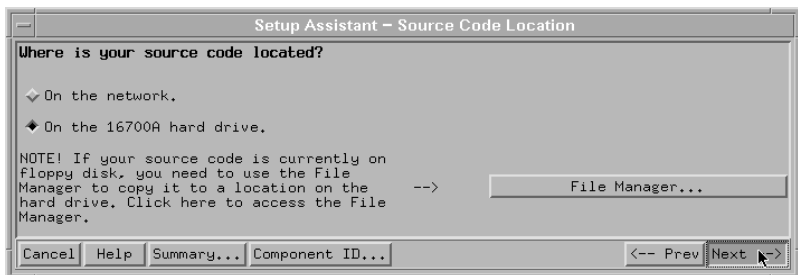 Setup Assistant – Source Code Location
Where is your source code located?
On the network.
On the 16700A hard drive.
NOTE! If your source code is currently on
floppy disk, you need to use the File
Manager to copy it to a location on the
hard drive. Click here to access the File
Manager.
--> File Manager...
Cancel Help Summary... Component ID... <-- Prev Next -->